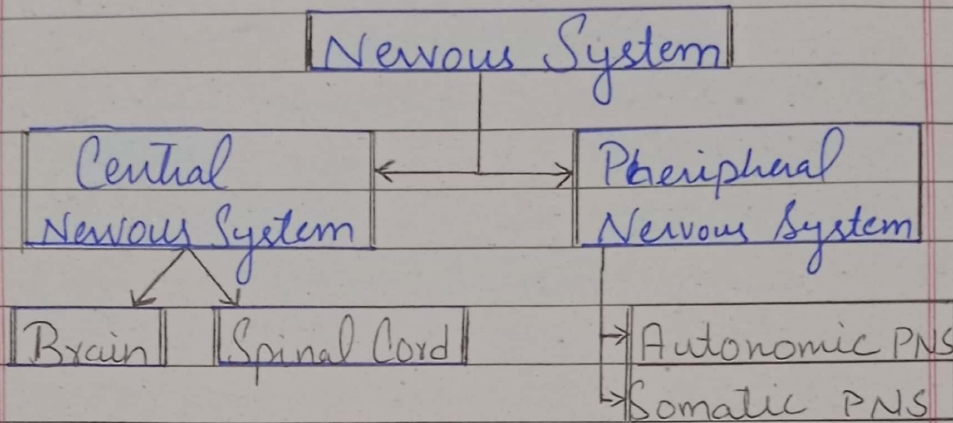 Nervous System
Central
Nervous System
Pheripheral
Nervous System
Brain
Spinal Cord
Autonomic PNS
Somatic PNS